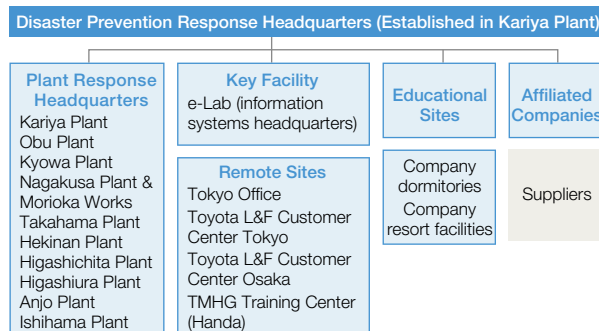 Disaster Prevention Response Headquarters (Established in Kariya Plant)
Plant Response
Headquarters
Kariya Plant
Obu Plant
Kyowa Plant
Nagakusa Plant &
Morioka Works
Takahama Plant
Hekinan Plant
Higashichita Plant
Higashiura Plant
Anjo Plant
Ishihama Plant
Key Facility
e-Lab (information
systems headquarters)
Remote Sites
Tokyo Office
Toyota L&F Customer
Center Tokyo
Toyota L&F Customer
Center Osaka
TMHG Training Center
(Handa)
Educational
Sites
Company
dormitories
Company
resort facilities
Affiliated
Companies
Suppliers